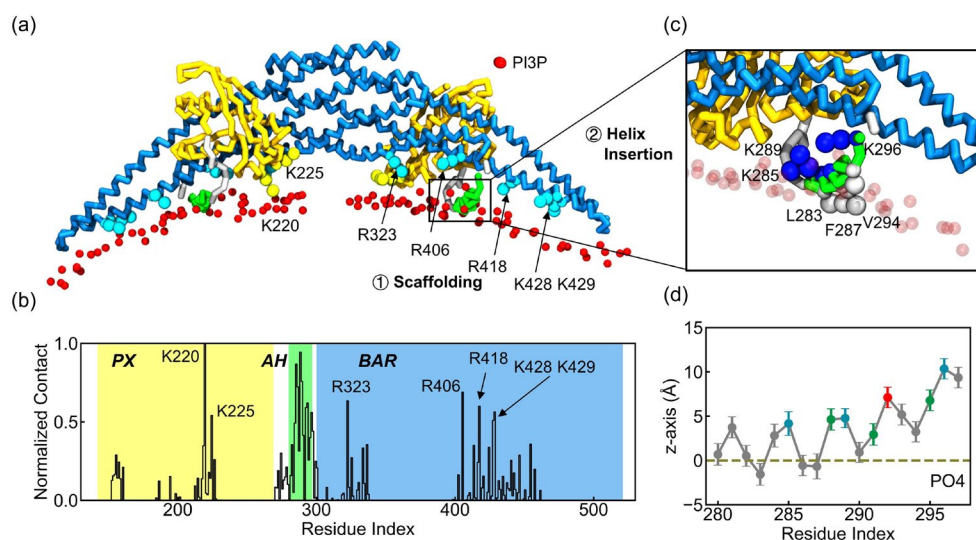 (a)
PI3P
② Helix
Insertion
K225
K220
R323
R406
R418
K428 K429
① Scaffolding
(c)
K289
K296
K285
L283
V294
F287
(b)
Normalized Contact
1.0
0.5
0.0
PX
AH
BAR
K220
K225
R323
R406
R418
K428 K429
200
300
400
500
Residue Index
(d)
z-axis (Å)
15
10
5
0
−5
PO4
280
285
290
295
Residue Index